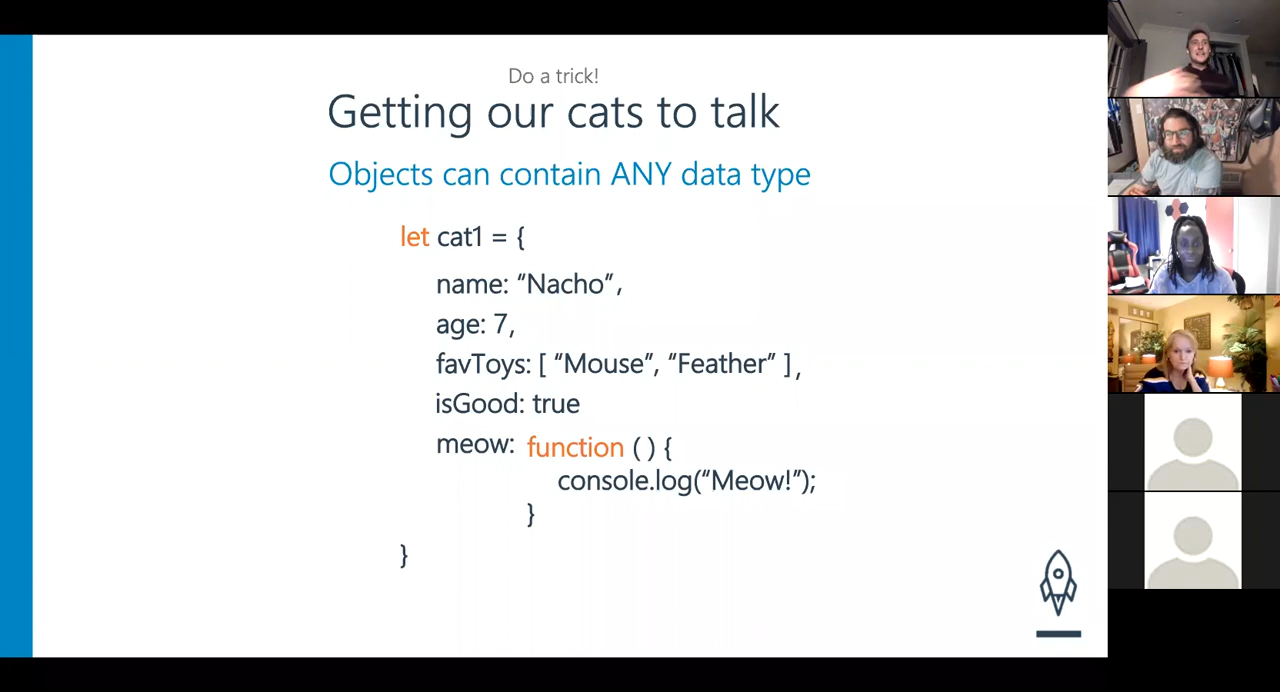 Do a trick!
Getting our cats to talk
Objects can contain ANY data type
let cat1 = {
name: “Nacho”,
age: 7,
favToys: [ “Mouse”, “Feather” ],
isGood: true
meow: function ( ) {
console.log(“Meow!”);
}
}